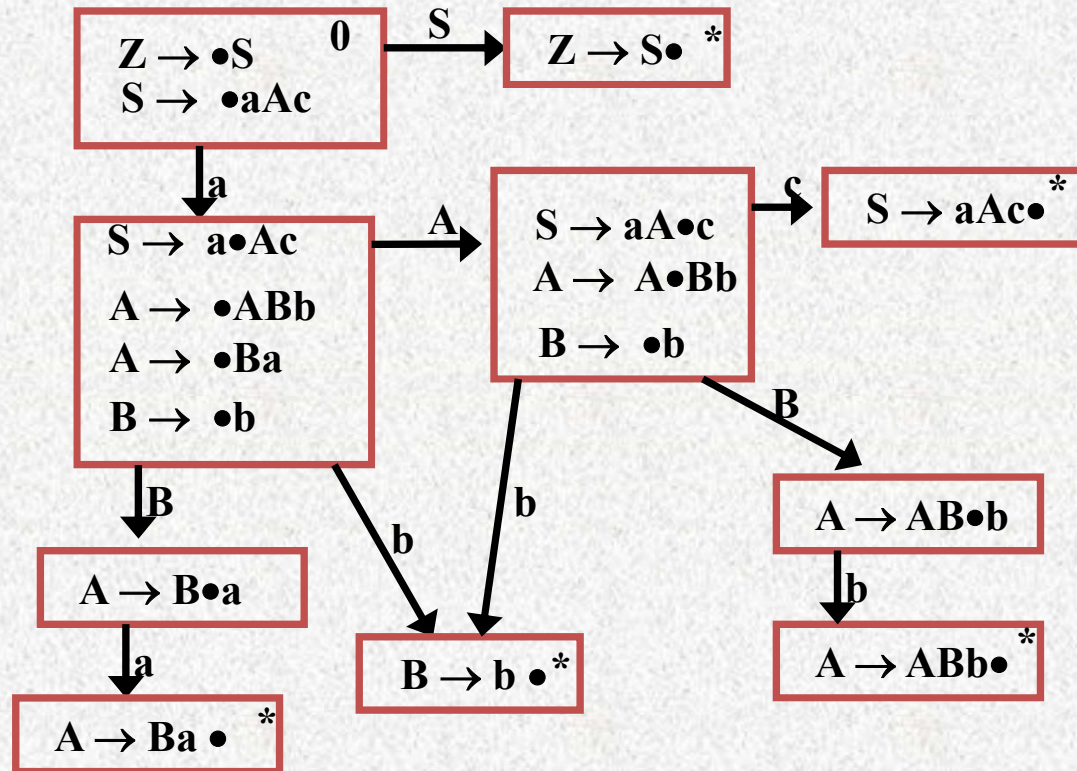 0
Z → •S
S → •aAc
S
Z → S• *
a
S → a•Ac
A → •ABb
A → •Ba
B → •b
A
S → aA•c
A → A•Bb
B → •b
c
S → aAc• *
B
b
b
B
A → B•a
A → AB•b
a
b
B → b • *
A → ABb• *
A → Ba • *